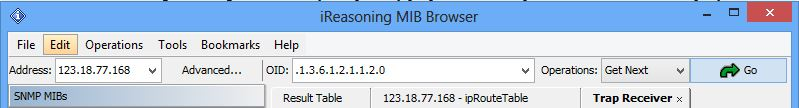 iReasoning MIB Browser
File Edit Operations Tools Bookmarks Help
Address: 123.18.77.168 Advanced... OID: .1.3.6.1.2.1.1.2.0 Operations: Get Next Go
SNMP MIBs Result Table 123.18.77.168 - ipRouteTable Trap Receiver